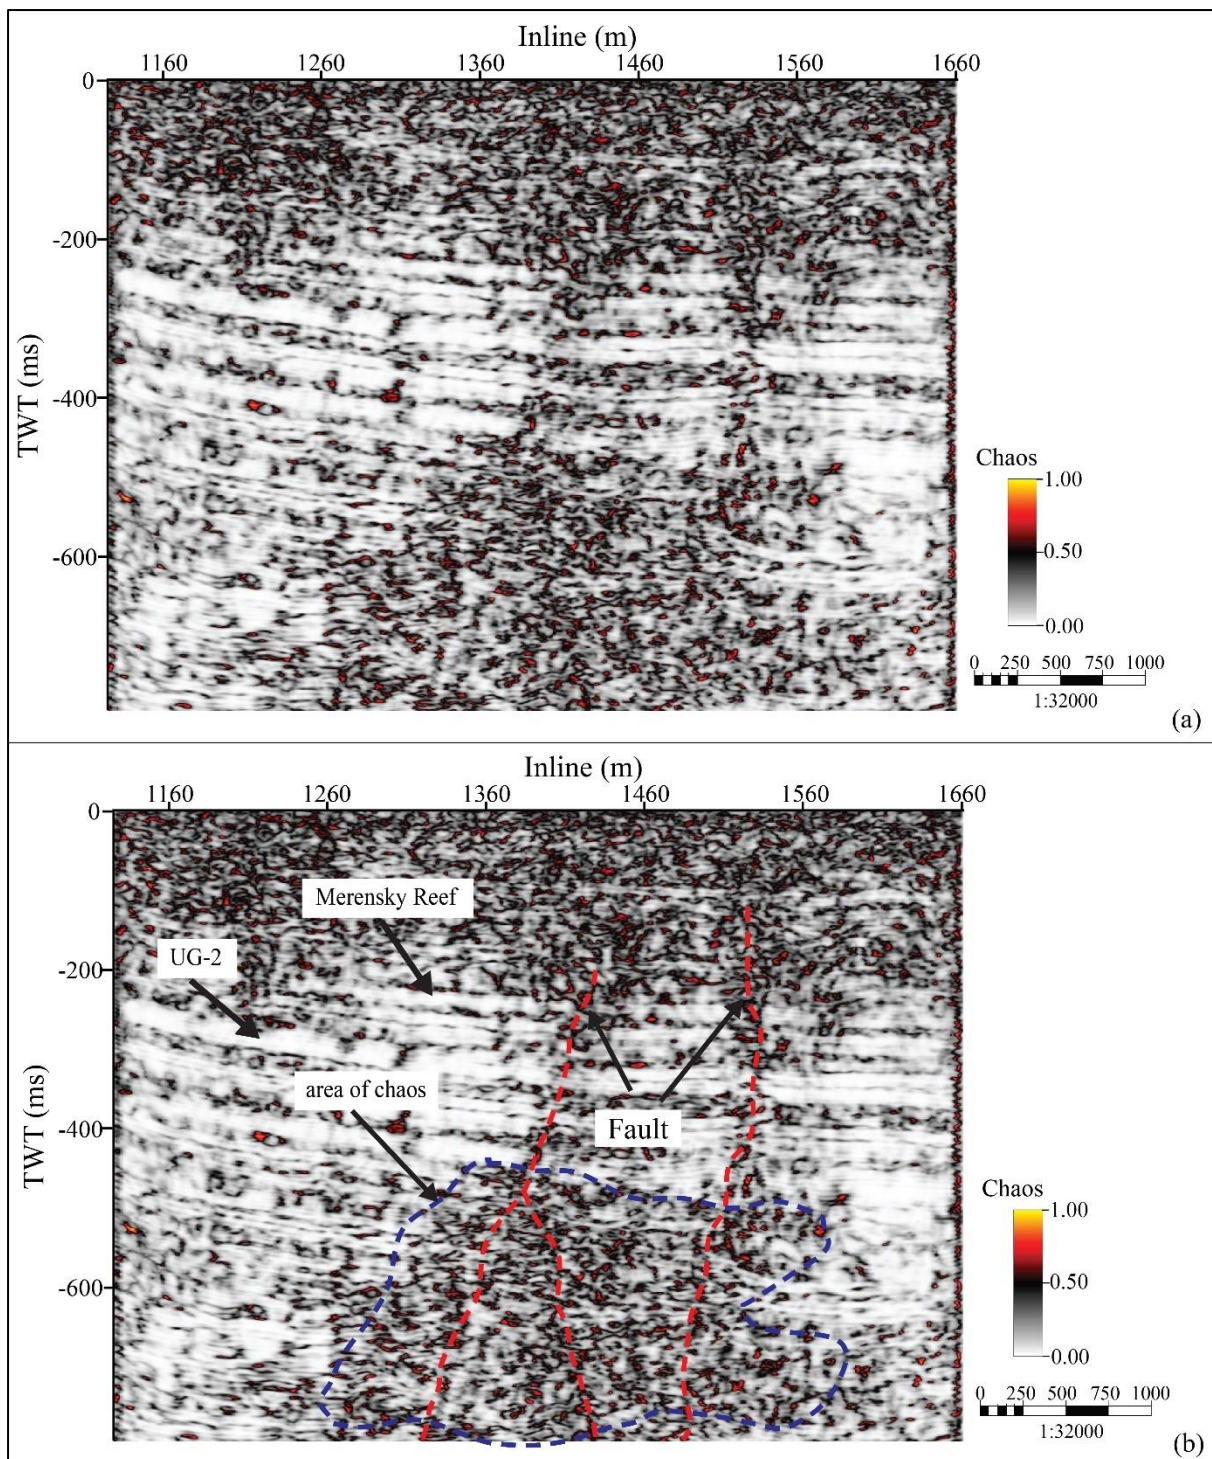 Inline (m)
1160 1260 1360 1460 1560 1660
0
-200
-400
-600
TWT (ms)
Chaos
1.00
0.50
0.00
0 250 500 750 1000
1:32000
(a)
Inline (m)
1160 1260 1360 1460 1560 1660
0
-200
-400
-600
TWT (ms)
Merensky Reef
UG-2
area of chaos
Fault
Chaos
1.00
0.50
0.00
0 250 500 750 1000
1:32000
(b)